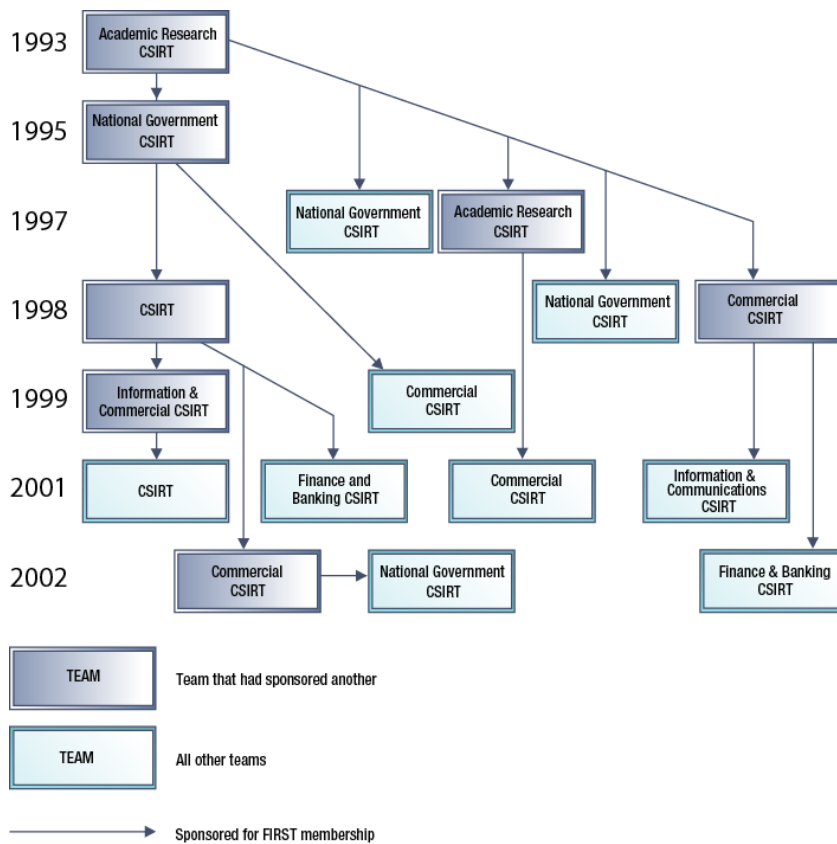 1993
Academic Research
CSIRT
1995
National Government
CSIRT
1997
National Government
CSIRT
Academic Research
CSIRT
1998
CSIRT
National Government
CSIRT
Commercial
CSIRT
1999
Information &
Commercial CSIRT
Commercial
CSIRT
2001
CSIRT
Finance and
Banking CSIRT
Commercial
CSIRT
Information &
Communications
CSIRT
2002
Commercial
CSIRT
National Government
CSIRT
Finance & Banking
CSIRT
TEAM
Team that had sponsored another
TEAM
All other teams
Sponsored for FIRST membership